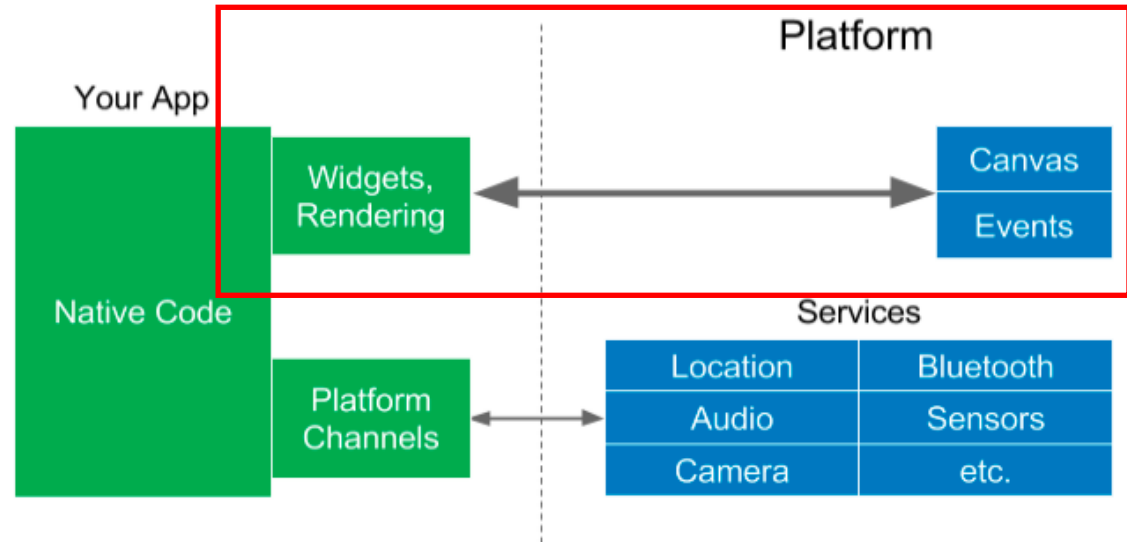 Platform
Your App
Widgets,
Rendering
Canvas
Events
Native Code
Services
Platform
Channels
Location
Bluetooth
Audio
Sensors
Camera
etc.